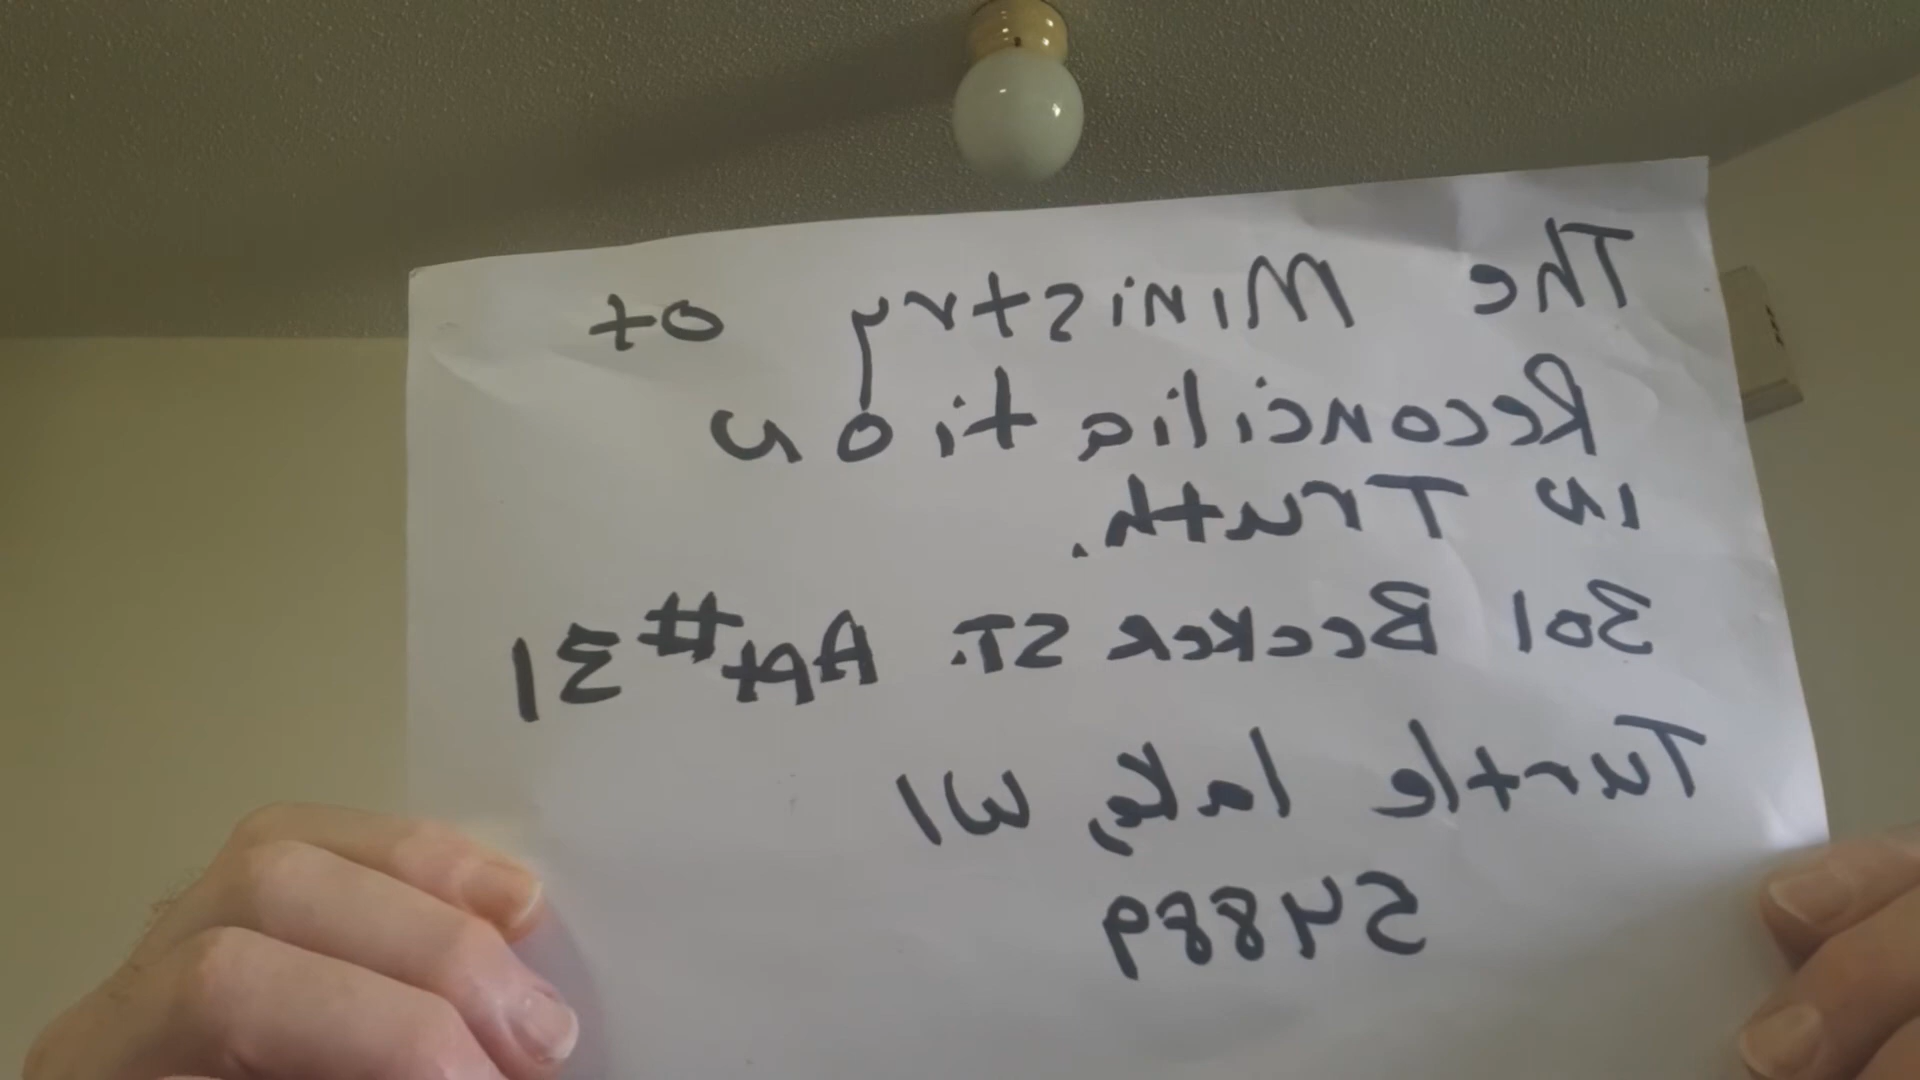 The Ministry of
Reconciliation
in Truth.
301 Becker ST. Apt #31
Turtle lake, WI
54889